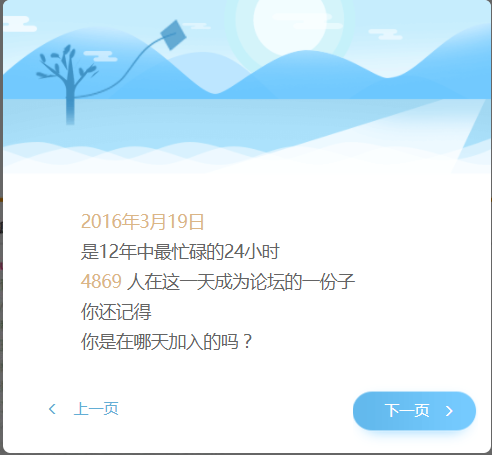 2016年3月19日
是12年中最忙碌的24小时
4869 人在这一天成为论坛的一份子
你还记得
你是在哪天加入的吗？
上一页
下一页